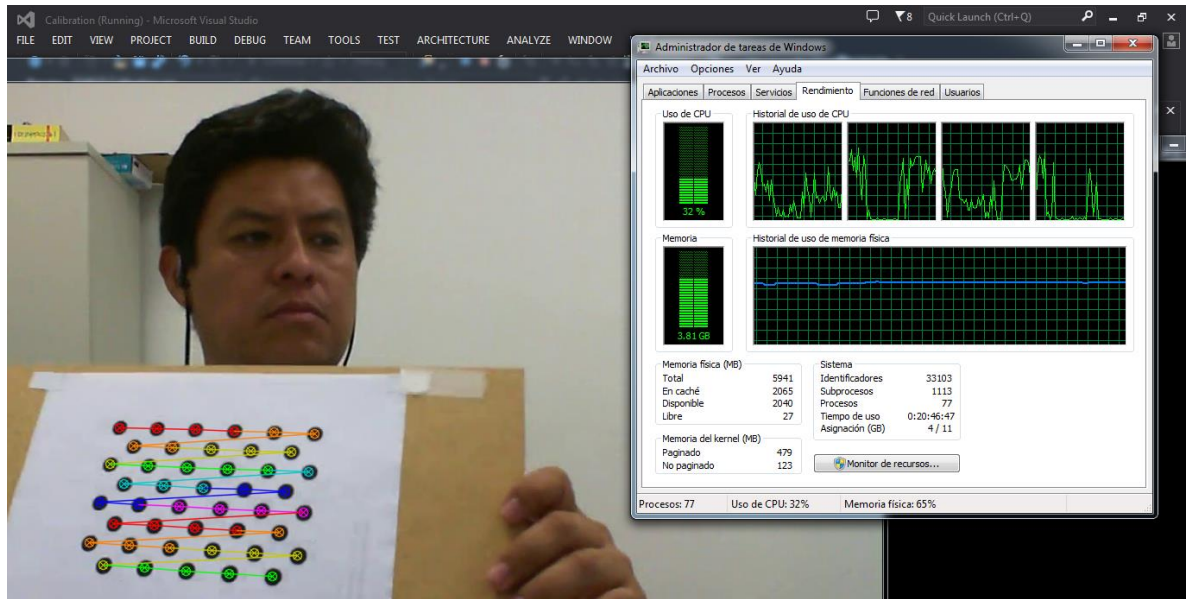 Calibration (Running) - Microsoft Visual Studio
8 Quick Launch (Ctrl+Q)
FILE EDIT VIEW PROJECT BUILD DEBUG TEAM TOOLS TEST ARCHITECTURE ANALYZE WINDOW
Administrador de tareas de Windows
Archivo Opciones Ver Ayuda
Aplicaciones Procesos Servicios Rendimiento Funciones de red Usuarios
Uso de CPU Historial de uso de CPU
32 %
Memoria Historial de uso de memoria física
3.81 GB
Memoria física (MB)
Total 5941
En caché 2065
Disponible 2040
Libre 27
Memoria del kernel (MB)
Paginado 479
No paginado 123
Sistema
Identificadores 33103
Subprocesos 1113
Procesos 77
Tiempo de uso 0:20:46:47
Asignación (GB) 4 / 11
Monitor de recursos...
Procesos: 77 Uso de CPU: 32% Memoria física: 65%